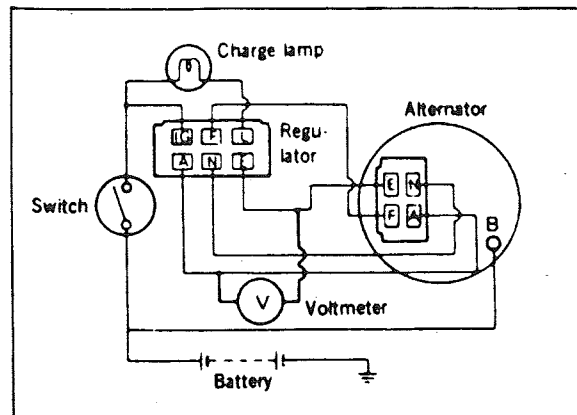 Charge lamp
Alternator
IG F L
Regu-
lator
A N E
E N
F A
Switch
B
V
Voltmeter
Battery